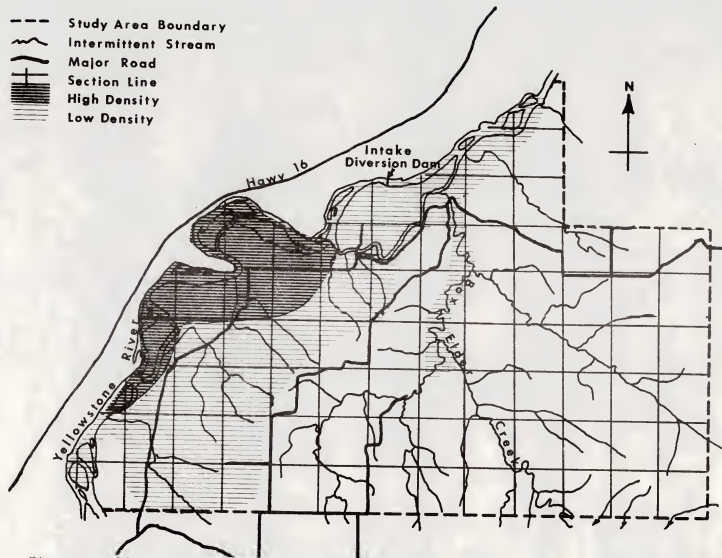 Study Area Boundary
Intermittent Stream
Major Road
Section Line
High Density
Low Density
N
Intake
Diversion Dam
Hawy 16
Yellowstone River
Box Elder Creek